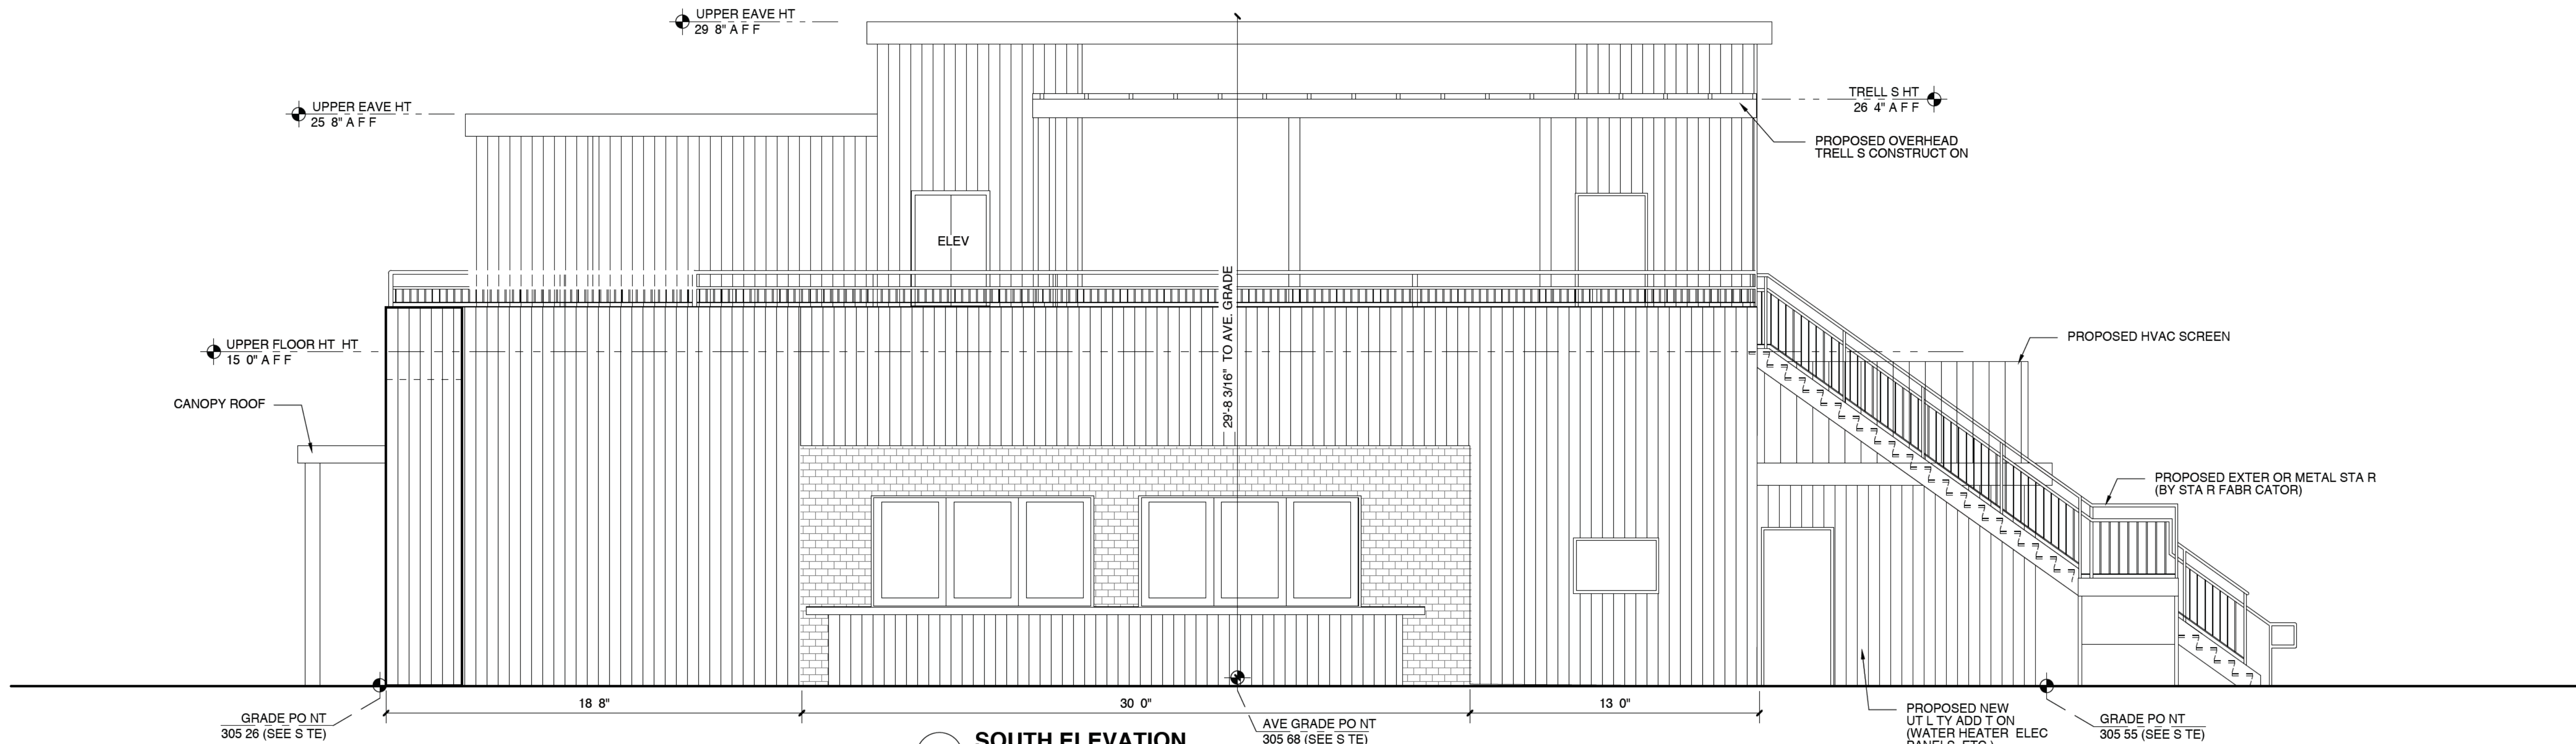 UPPER EAVE HT
29 8" A F F
UPPER EAVE HT
25 8" A F F
TRELL S HT
26 4" A F F
PROPOSED OVERHEAD
TRELL S CONSTRUCT ON
ELEV
29'-8 3/16" TO AVE. GRADE
UPPER FLOOR HT HT
15 0" A F F
PROPOSED HVAC SCREEN
CANOPY ROOF
PROPOSED EXTER OR METAL STA R
(BY STA R FABR CATOR)
18 8"
30 0"
13 0"
GRADE PO NT
305 26 (SEE S TE)
AVE GRADE PO NT
305 68 (SEE S TE)
PROPOSED NEW
UT L TY ADD T ON
(WATER HEATER ELEC
PANELS ETC )
GRADE PO NT
305 55 (SEE S TE)
SOUTH ELEVATION